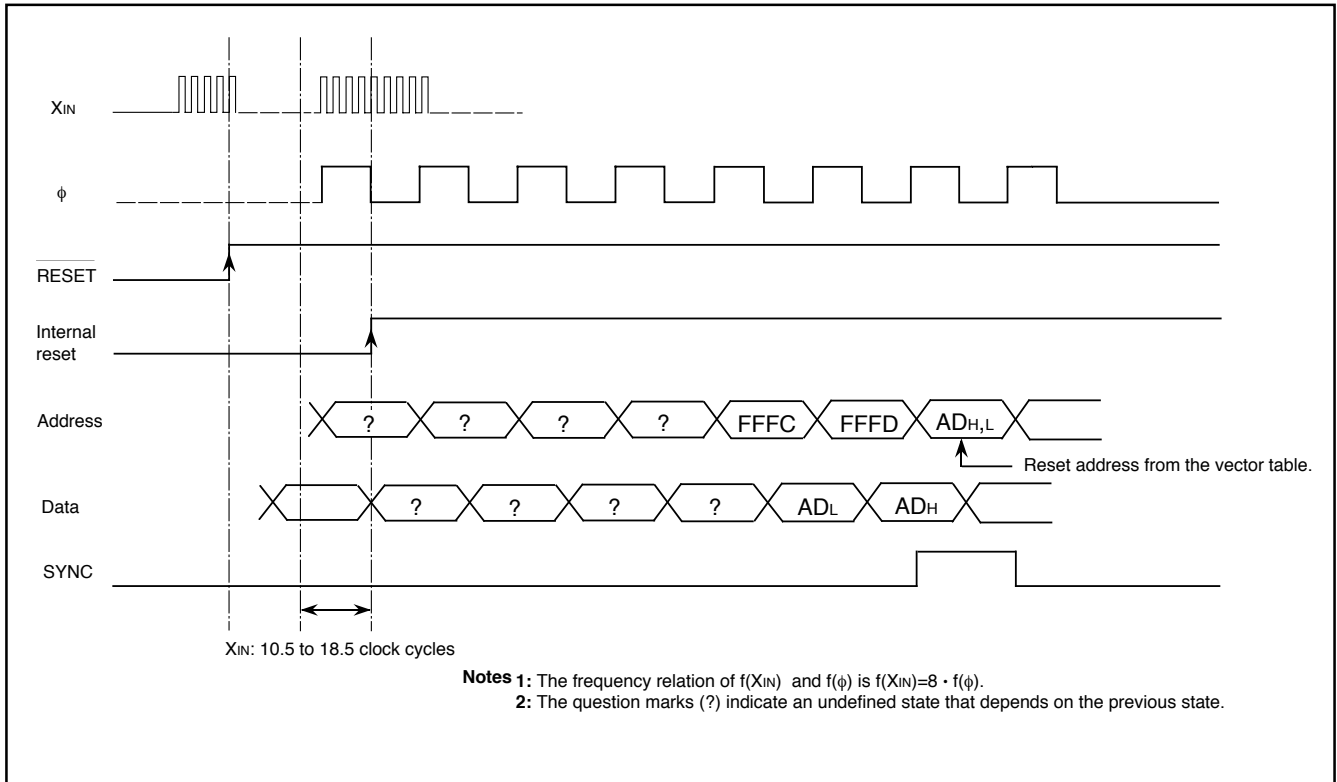 XIN
ϕ
RESET
Internal
reset
Address
? ? ? ? FFFC FFFD ADH,L
Reset address from the vector table.
Data
? ? ? ? ADL ADH
SYNC
XIN: 10.5 to 18.5 clock cycles
Notes 1: The frequency relation of f(XIN) and f(ϕ) is f(XIN)=8 • f(ϕ).
2: The question marks (?) indicate an undefined state that depends on the previous state.